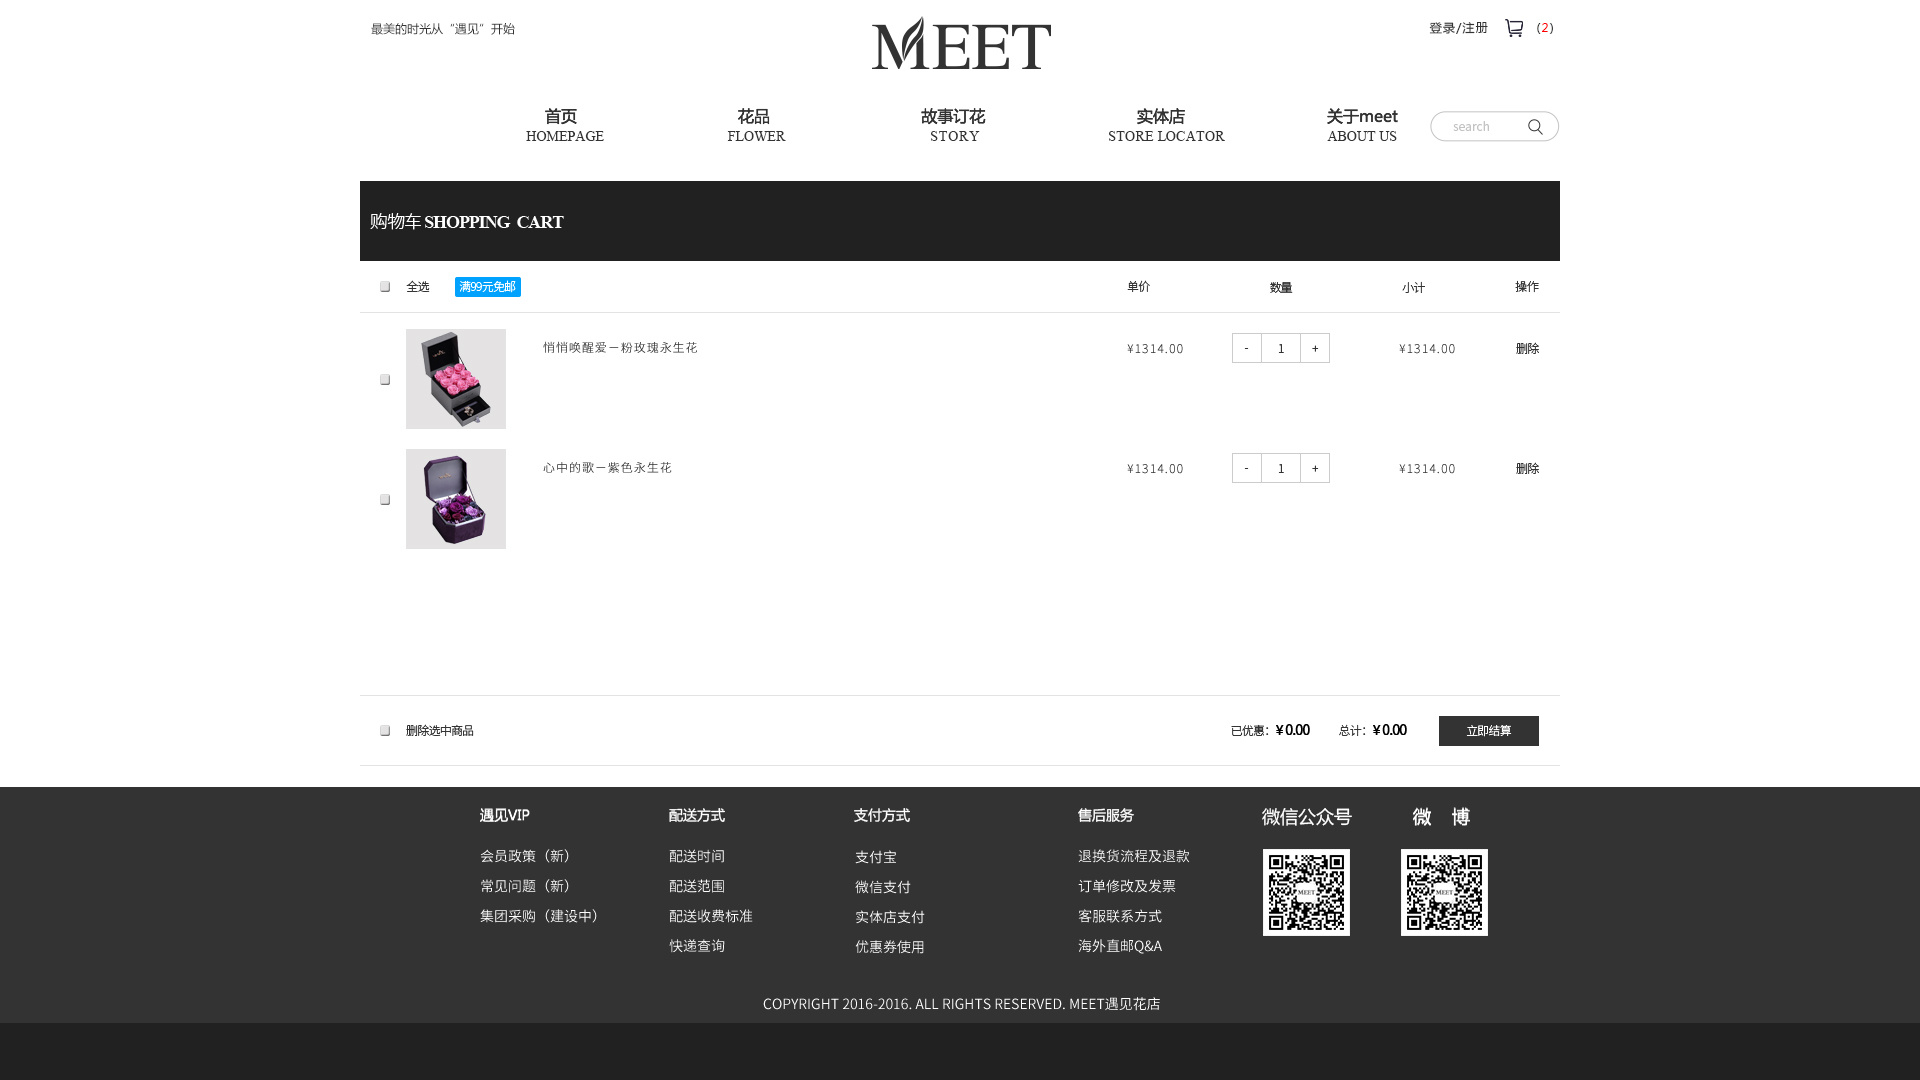 最美的时光从“遇见”开始
MEET
登录/注册 (2)
首页 花品 故事订花 实体店 关于meet
HOMEPAGE FLOWER STORY STORE LOCATOR ABOUT US
search
购物车 SHOPPING CART
全选 满99元免邮 单价 数量 小计 操作
悄悄唤醒爱－粉玫瑰永生花 ¥1314.00 - 1 + ¥1314.00 删除
心中的歌－紫色永生花 ¥1314.00 - 1 + ¥1314.00 删除
删除选中商品 已优惠：¥0.00 总计：¥0.00 立即结算
遇见VIP 配送方式 支付方式 售后服务 微信公众号 微 博
会员政策（新） 配送时间 支付宝 退换货流程及退款
常见问题（新） 配送范围 微信支付 订单修改及发票
集团采购（建设中） 配送收费标准 实体店支付 客服联系方式
快递查询 优惠券使用 海外直邮Q&A
MEET MEET
COPYRIGHT 2016-2016. ALL RIGHTS RESERVED. MEET遇见花店